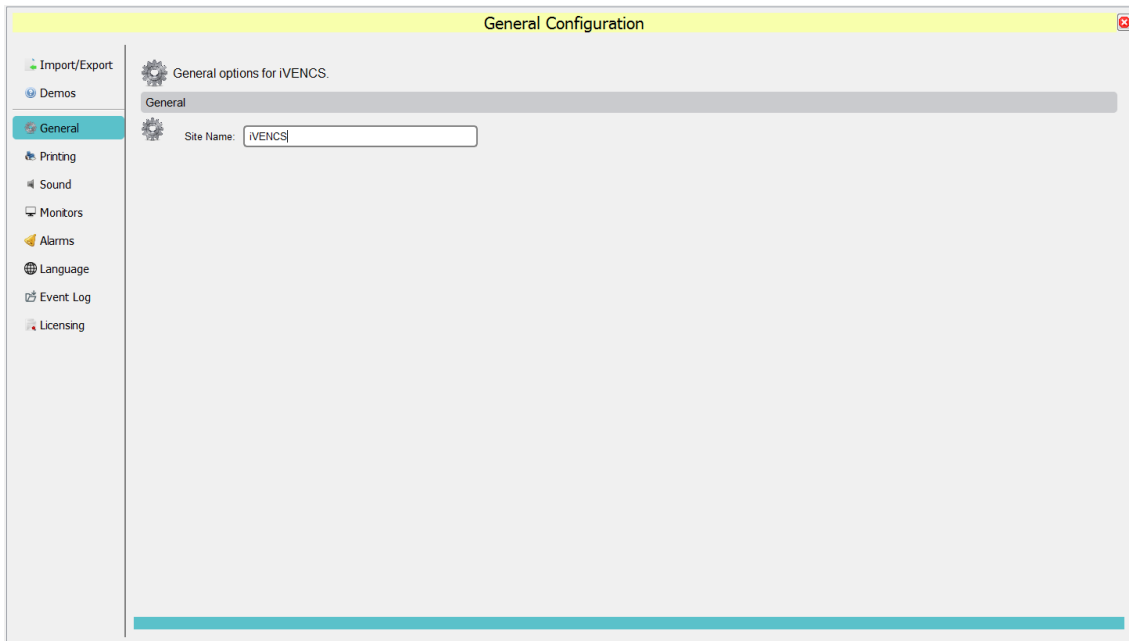 General Configuration
Import/Export
Demos
General
Printing
Sound
Monitors
Alarms
Language
Event Log
Licensing
General options for iVENCS.
General
Site Name: iVENCS